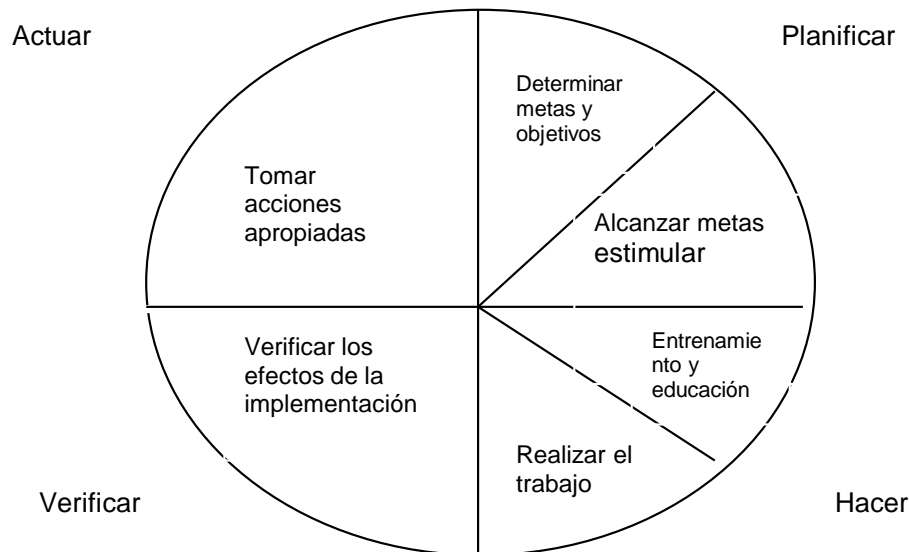 Actuar
Planificar
Determinar
metas y
objetivos
Tomar
acciones
apropiadas
Alcanzar metas
estimular
Verificar los
efectos de la
implementación
Entrenamie
nto y
educación
Realizar el
trabajo
Verificar
Hacer